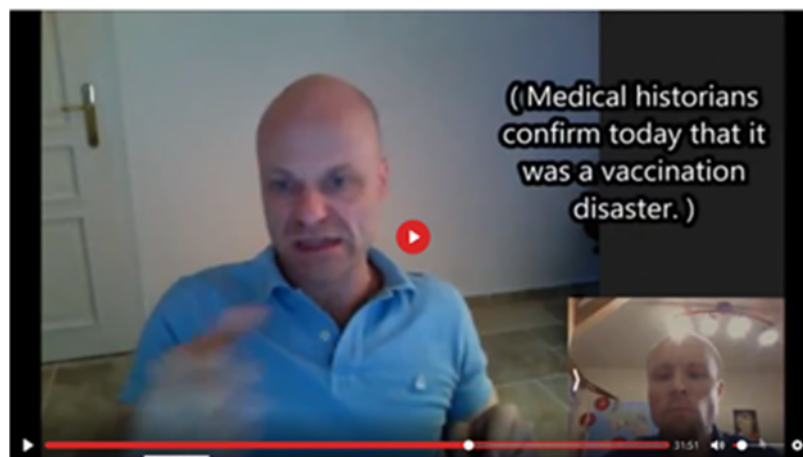 ( Medical historians
confirm today that it
was a vaccination
disaster. )
31:51